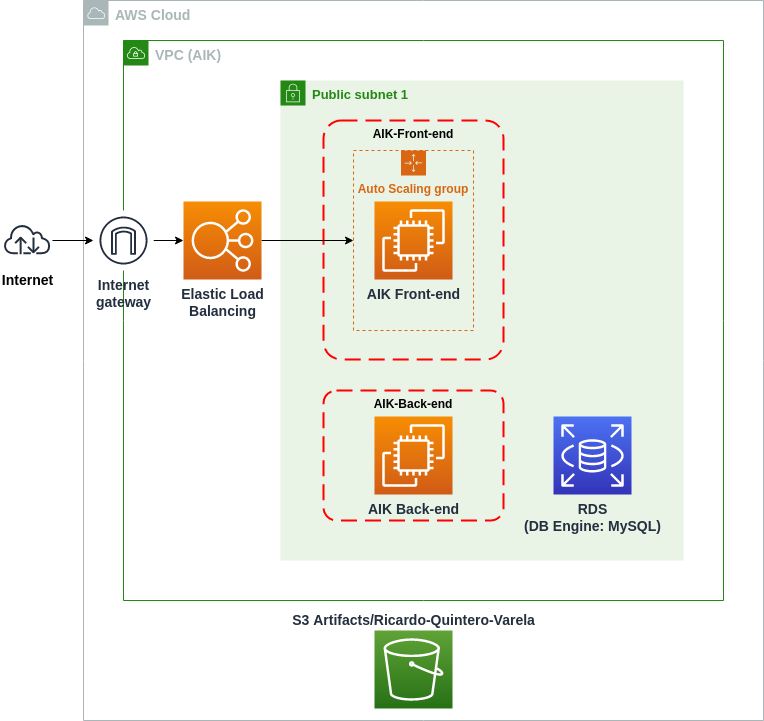 AWS Cloud
VPC (AIK)
Public subnet 1
AIK-Front-end
Auto Scaling group
AIK Front-end
Internet
Internet
gateway
Elastic Load
Balancing
AIK-Back-end
AIK Back-end
RDS
(DB Engine: MySQL)
S3 Artifacts/Ricardo-Quintero-Varela